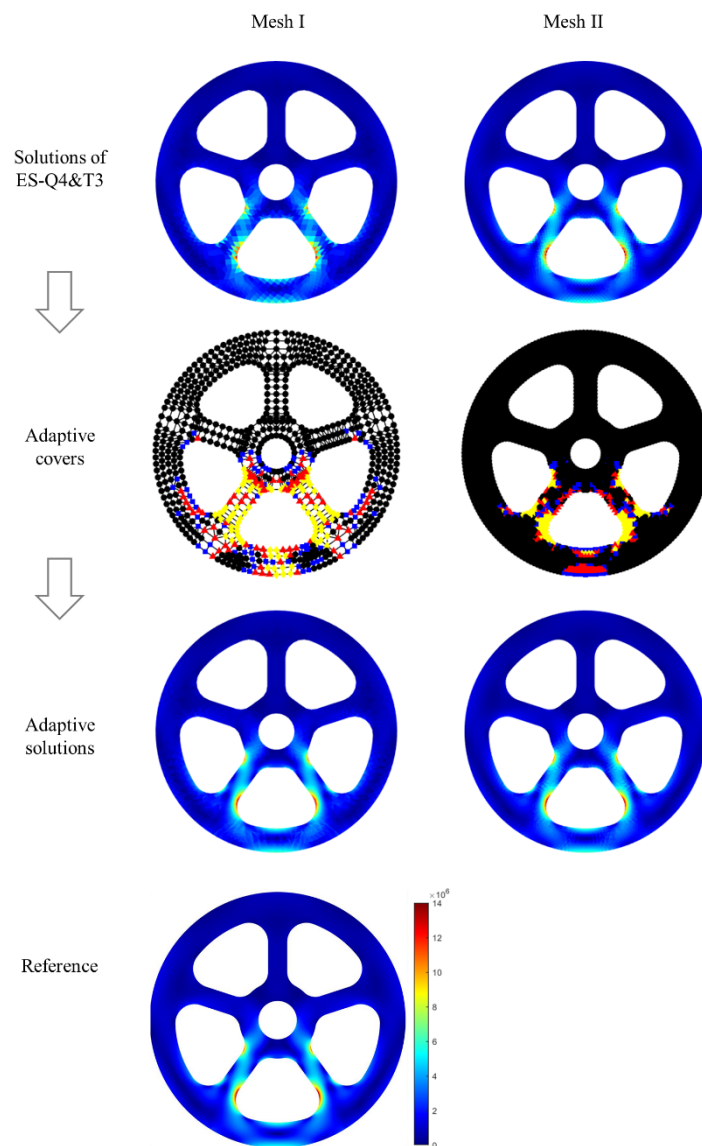 Mesh I
Mesh II
Solutions of
ES-Q4&T3
Adaptive
covers
Adaptive
solutions
Reference
×10⁶
14
12
10
8
6
4
2
0